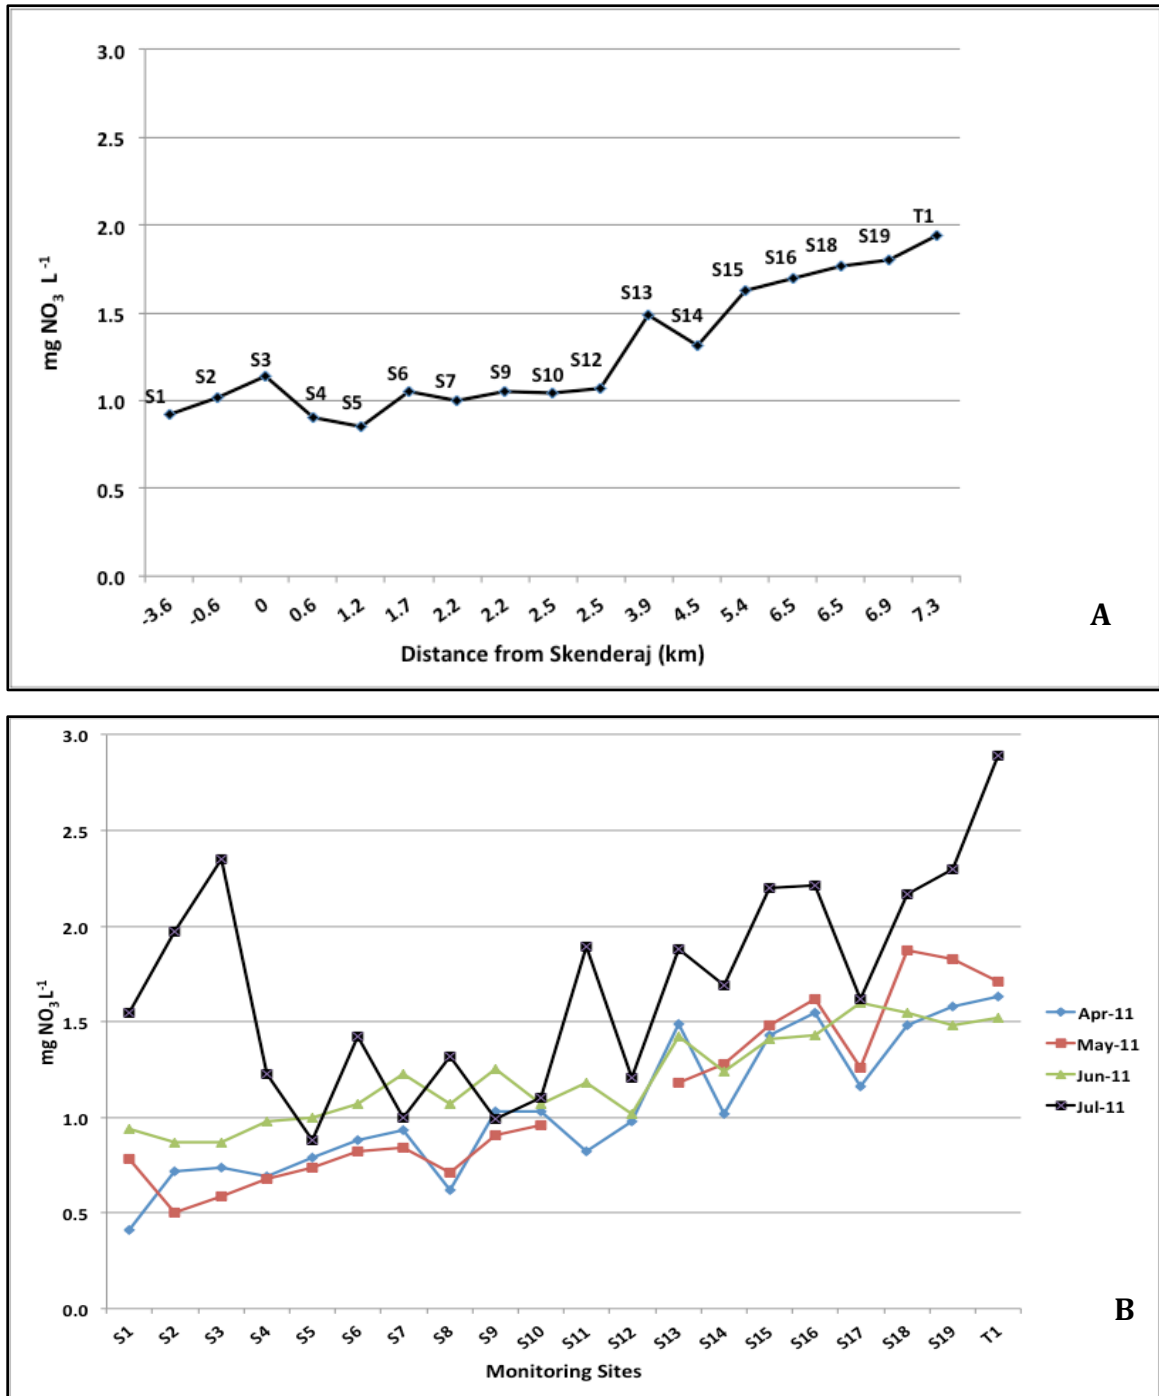 3.0
2.5
2.0
1.5
1.0
0.5
0.0
mg NO3 L-1
S1 S2 S3 S4 S5 S6 S7 S9 S10 S12 S13 S14 S15 S16 S18 S19 T1
-3.6 -0.6 0 0.6 1.2 1.7 2.2 2.2 2.5 2.5 3.9 4.5 5.4 6.5 6.5 6.9 7.3
Distance from Skenderaj (km)
A
3.0
2.5
2.0
1.5
1.0
0.5
0.0
mg NO3L-1
Apr-11
May-11
Jun-11
Jul-11
S1 S2 S3 S4 S5 S6 S7 S8 S9 S10 S11 S12 S13 S14 S15 S16 S17 S18 S19 T1
Monitoring Sites
B